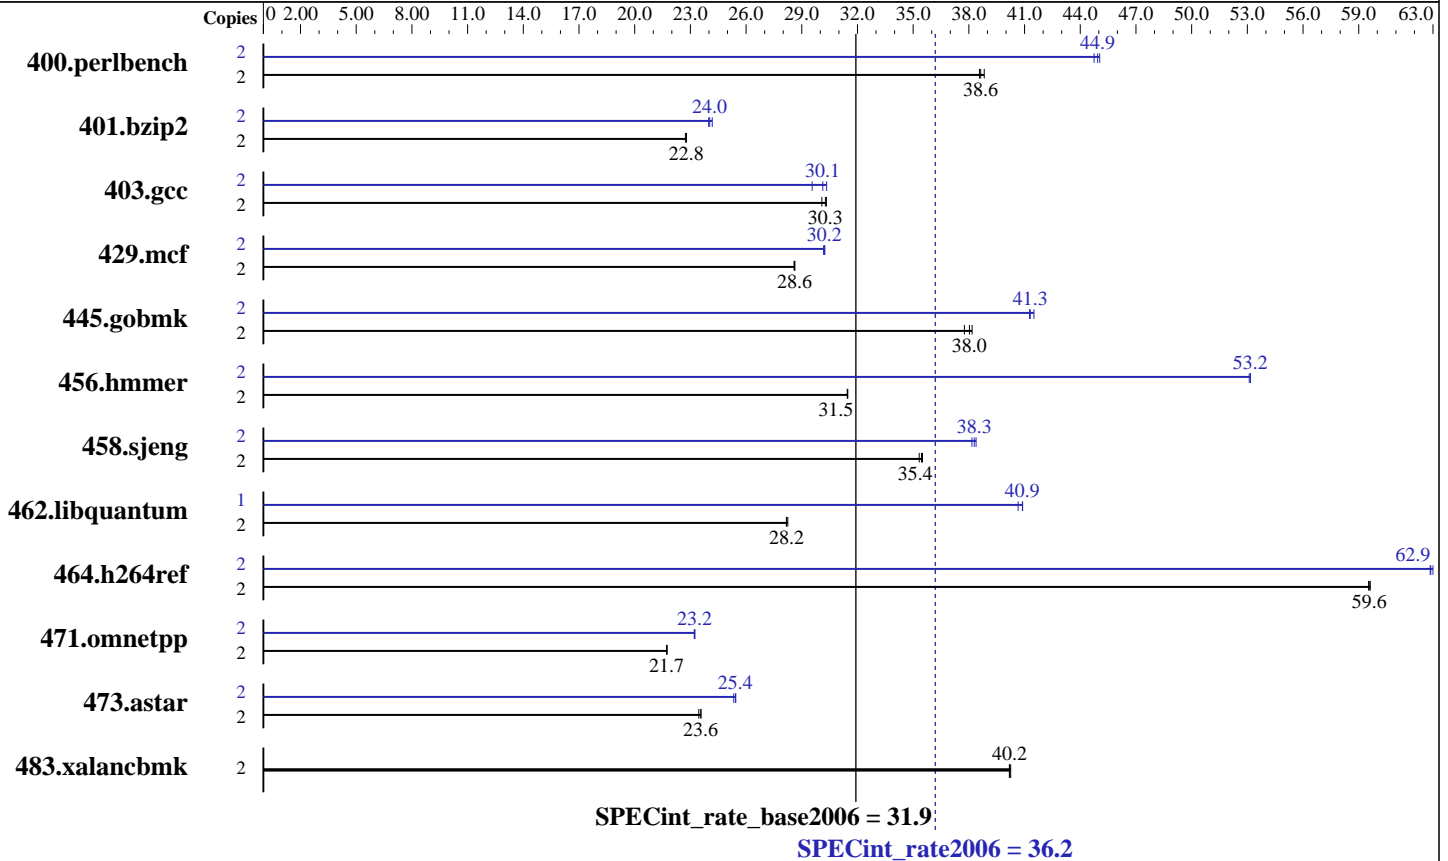 Copies 0 2.00 5.00 8.00 11.0 14.0 17.0 20.0 23.0 26.0 29.0 32.0 35.0 38.0 41.0 44.0 47.0 50.0 53.0 56.0 59.0 63.0
400.perlbench 2 44.9
2 38.6
401.bzip2 2 24.0
2 22.8
403.gcc 2 30.1
2 30.3
429.mcf 2 30.2
2 28.6
445.gobmk 2 41.3
2 38.0
456.hmmer 2 53.2
2 31.5
458.sjeng 2 38.3
2 35.4
462.libquantum 1 40.9
2 28.2
464.h264ref 2 62.9
2 59.6
471.omnetpp 2 23.2
2 21.7
473.astar 2 25.4
2 23.6
483.xalancbmk 2 40.2
SPECint_rate_base2006 = 31.9
SPECint_rate2006 = 36.2